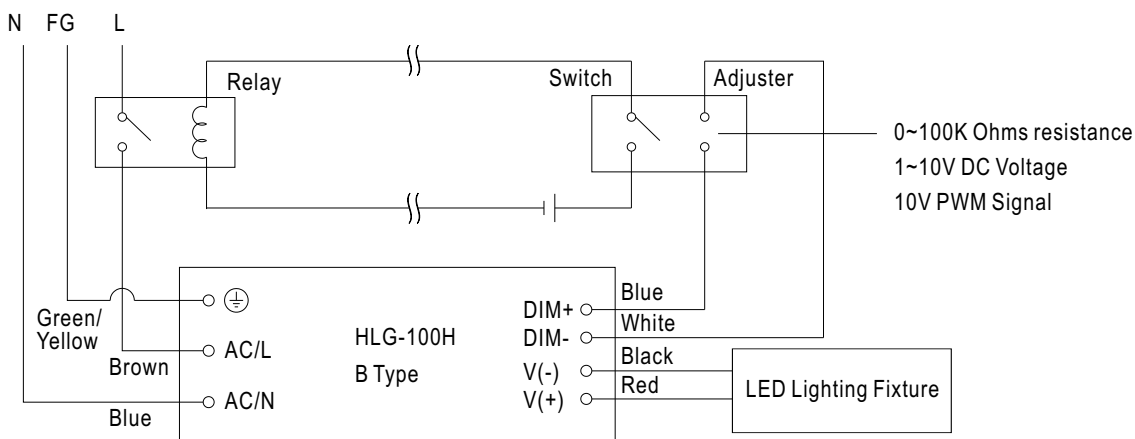 N FG L
Relay
Switch
Adjuster
0~100K Ohms resistance
1~10V DC Voltage
10V PWM Signal
Green/
Yellow
Brown
Blue
AC/L
AC/N
HLG-100H
B Type
DIM+
DIM-
V(-)
V(+)
Blue
White
Black
Red
LED Lighting Fixture